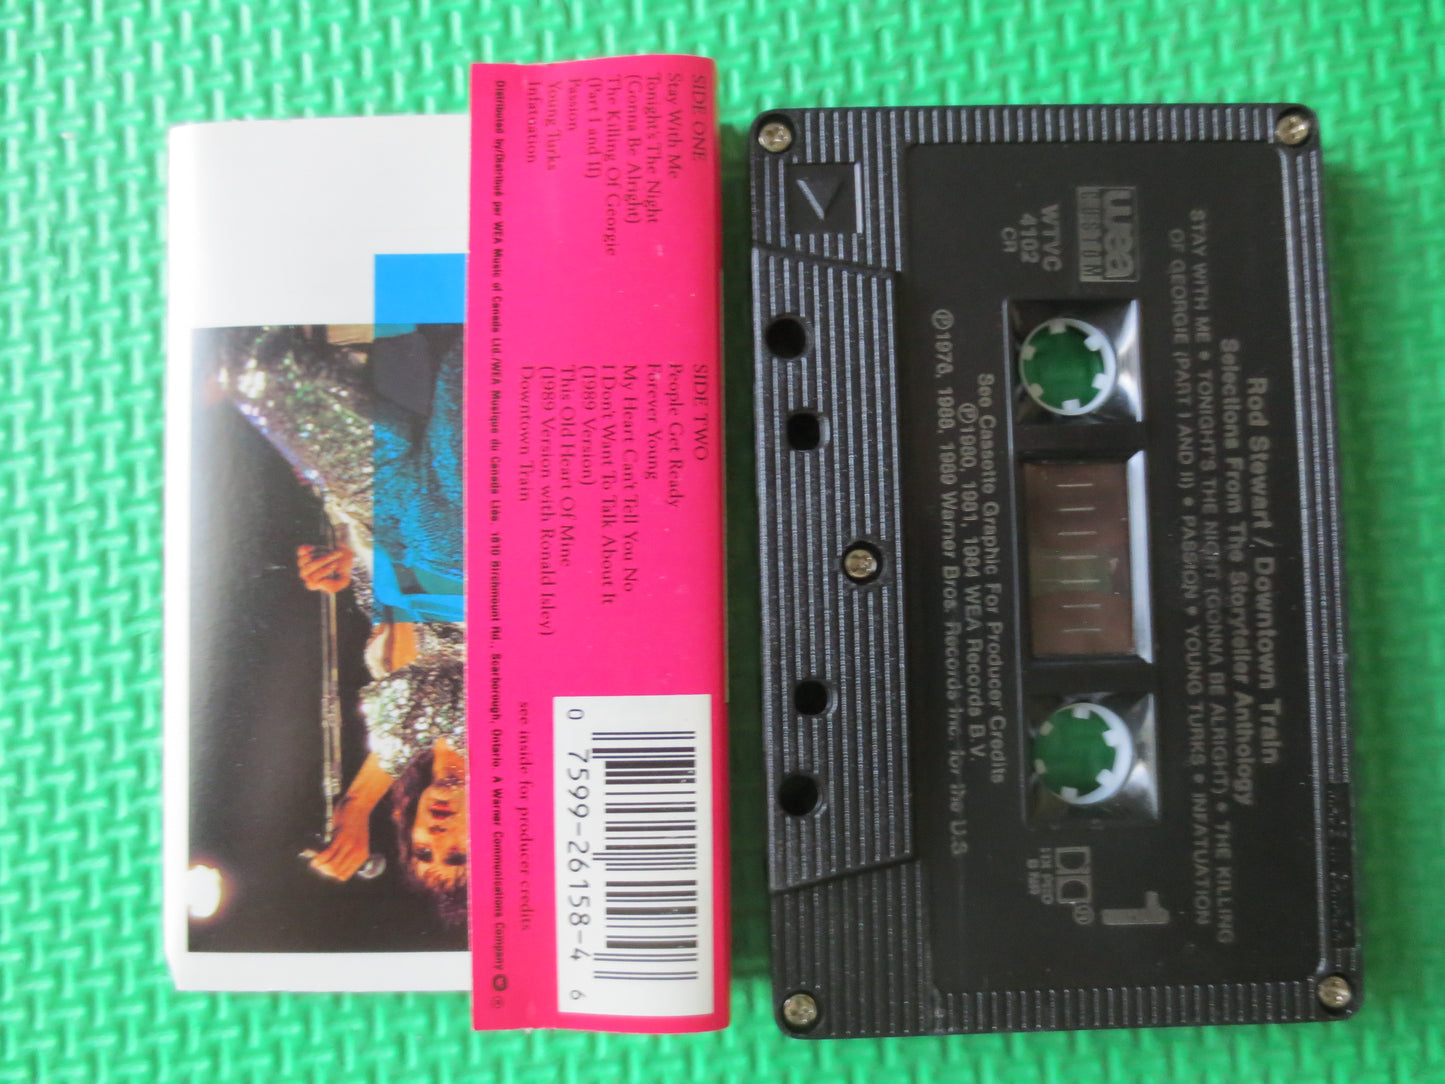 SIDE ONE
Stay With Me
Tonight's The Night
(Gonna Be Alright)
The Killing Of Georgie
(Part I and II)
Passion
Young Turks
Infatuation
SIDE TWO
People Get Ready
Forever Young
My Heart Can't Tell You No
I Don't Want To Talk About It
(1989 Version)
This Old Heart Of Mine
(1989 Version with Ronald Isley)
Downtown Train
see inside for producer credits
Distributed by/Distribué par WEA Music of Canada Ltd./WEA Musique du Canada Ltée. 1810 Birchmount Rd., Scarborough, Ontario. A Warner Communications Company
0 7599-26158-4 6
Rod Stewart / Downtown Train
Selections From The Storyteller Anthology
STAY WITH ME • TONIGHT'S THE NIGHT (GONNA BE ALRIGHT) • THE KILLING
OF GEORGIE (PART I AND II) • PASSION • YOUNG TURKS • INFATUATION
wea
WTVC
4102
CR
1
See Cassette Graphic For Producer Credits
℗1980, 1981, 1984 WEA Records B.V.
℗1976, 1988, 1989 Warner Bros. Records Inc. for the U.S.